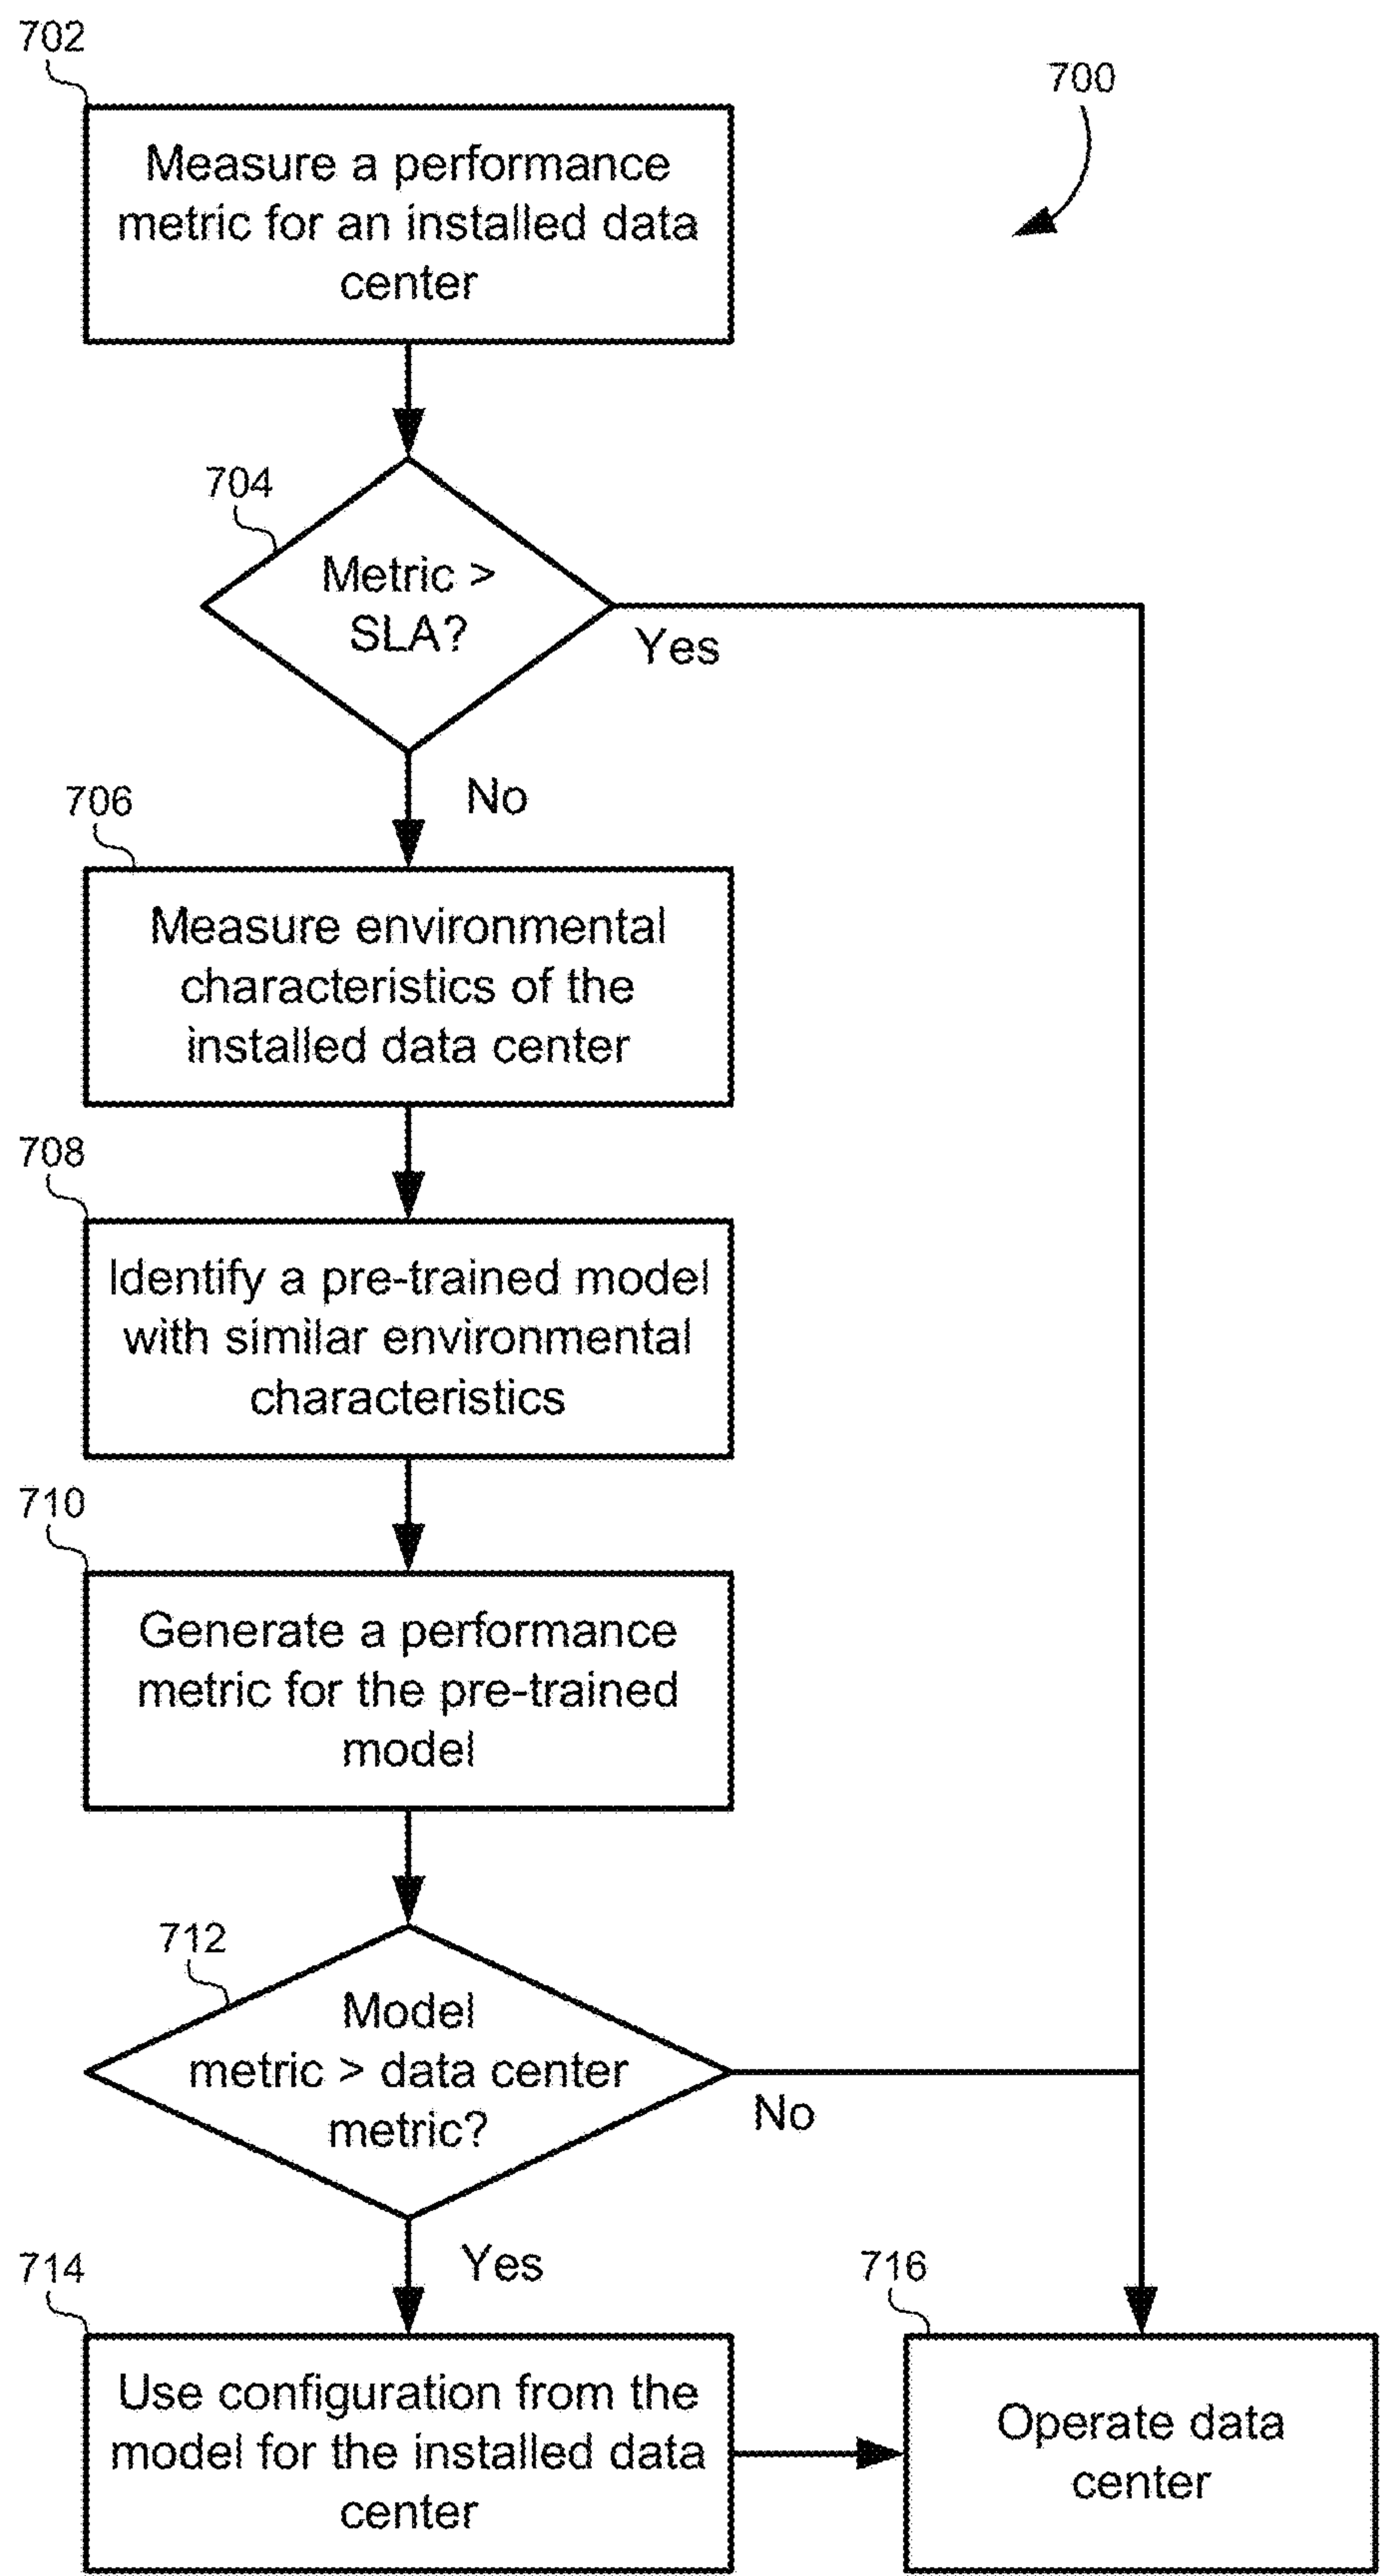 702
700
Measure a performance
metric for an installed data
center
704
Metric >
SLA?
Yes
No
706
Measure environmental
characteristics of the
installed data center
708
Identify a pre-trained model
with similar environmental
characteristics
710
Generate a performance
metric for the pre-trained
model
712
Model
metric > data center
metric?
No
Yes
714
716
Use configuration from the
model for the installed data
center
Operate data
center